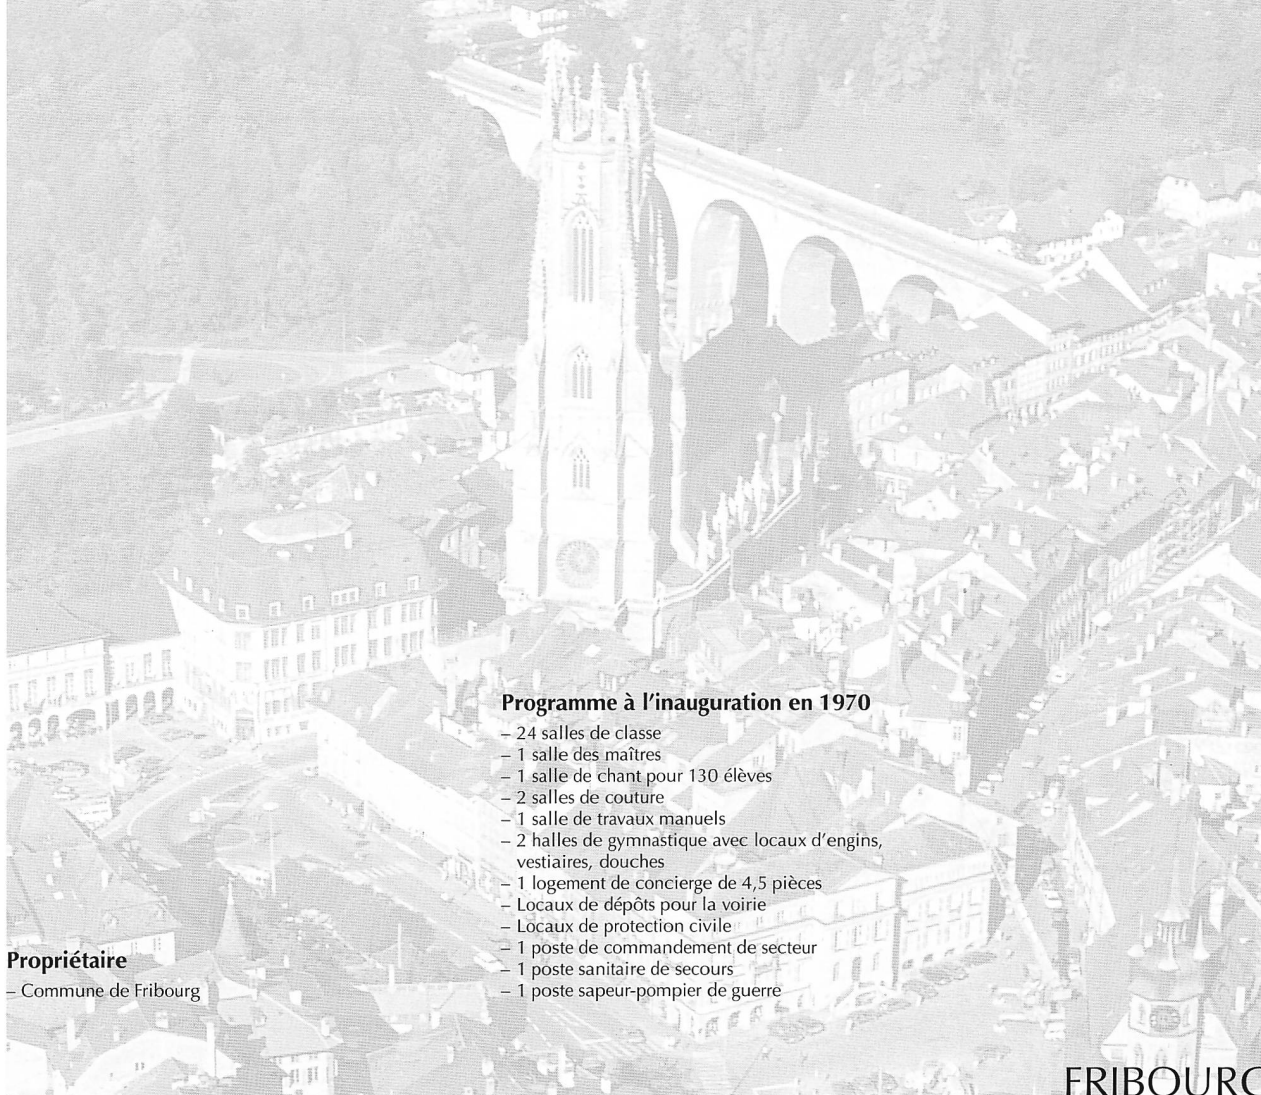 Programme à l'inauguration en 1970
– 24 salles de classe
– 1 salle des maîtres
– 1 salle de chant pour 130 élèves
– 2 salles de couture
– 1 salle de travaux manuels
– 2 halles de gymnastique avec locaux d'engins,
vestiaires, douches
– 1 logement de concierge de 4,5 pièces
– Locaux de dépôts pour la voirie
– Locaux de protection civile
– 1 poste de commandement de secteur
– 1 poste sanitaire de secours
– 1 poste sapeur-pompier de guerre
Propriétaire
– Commune de Fribourg
FRIBOURG